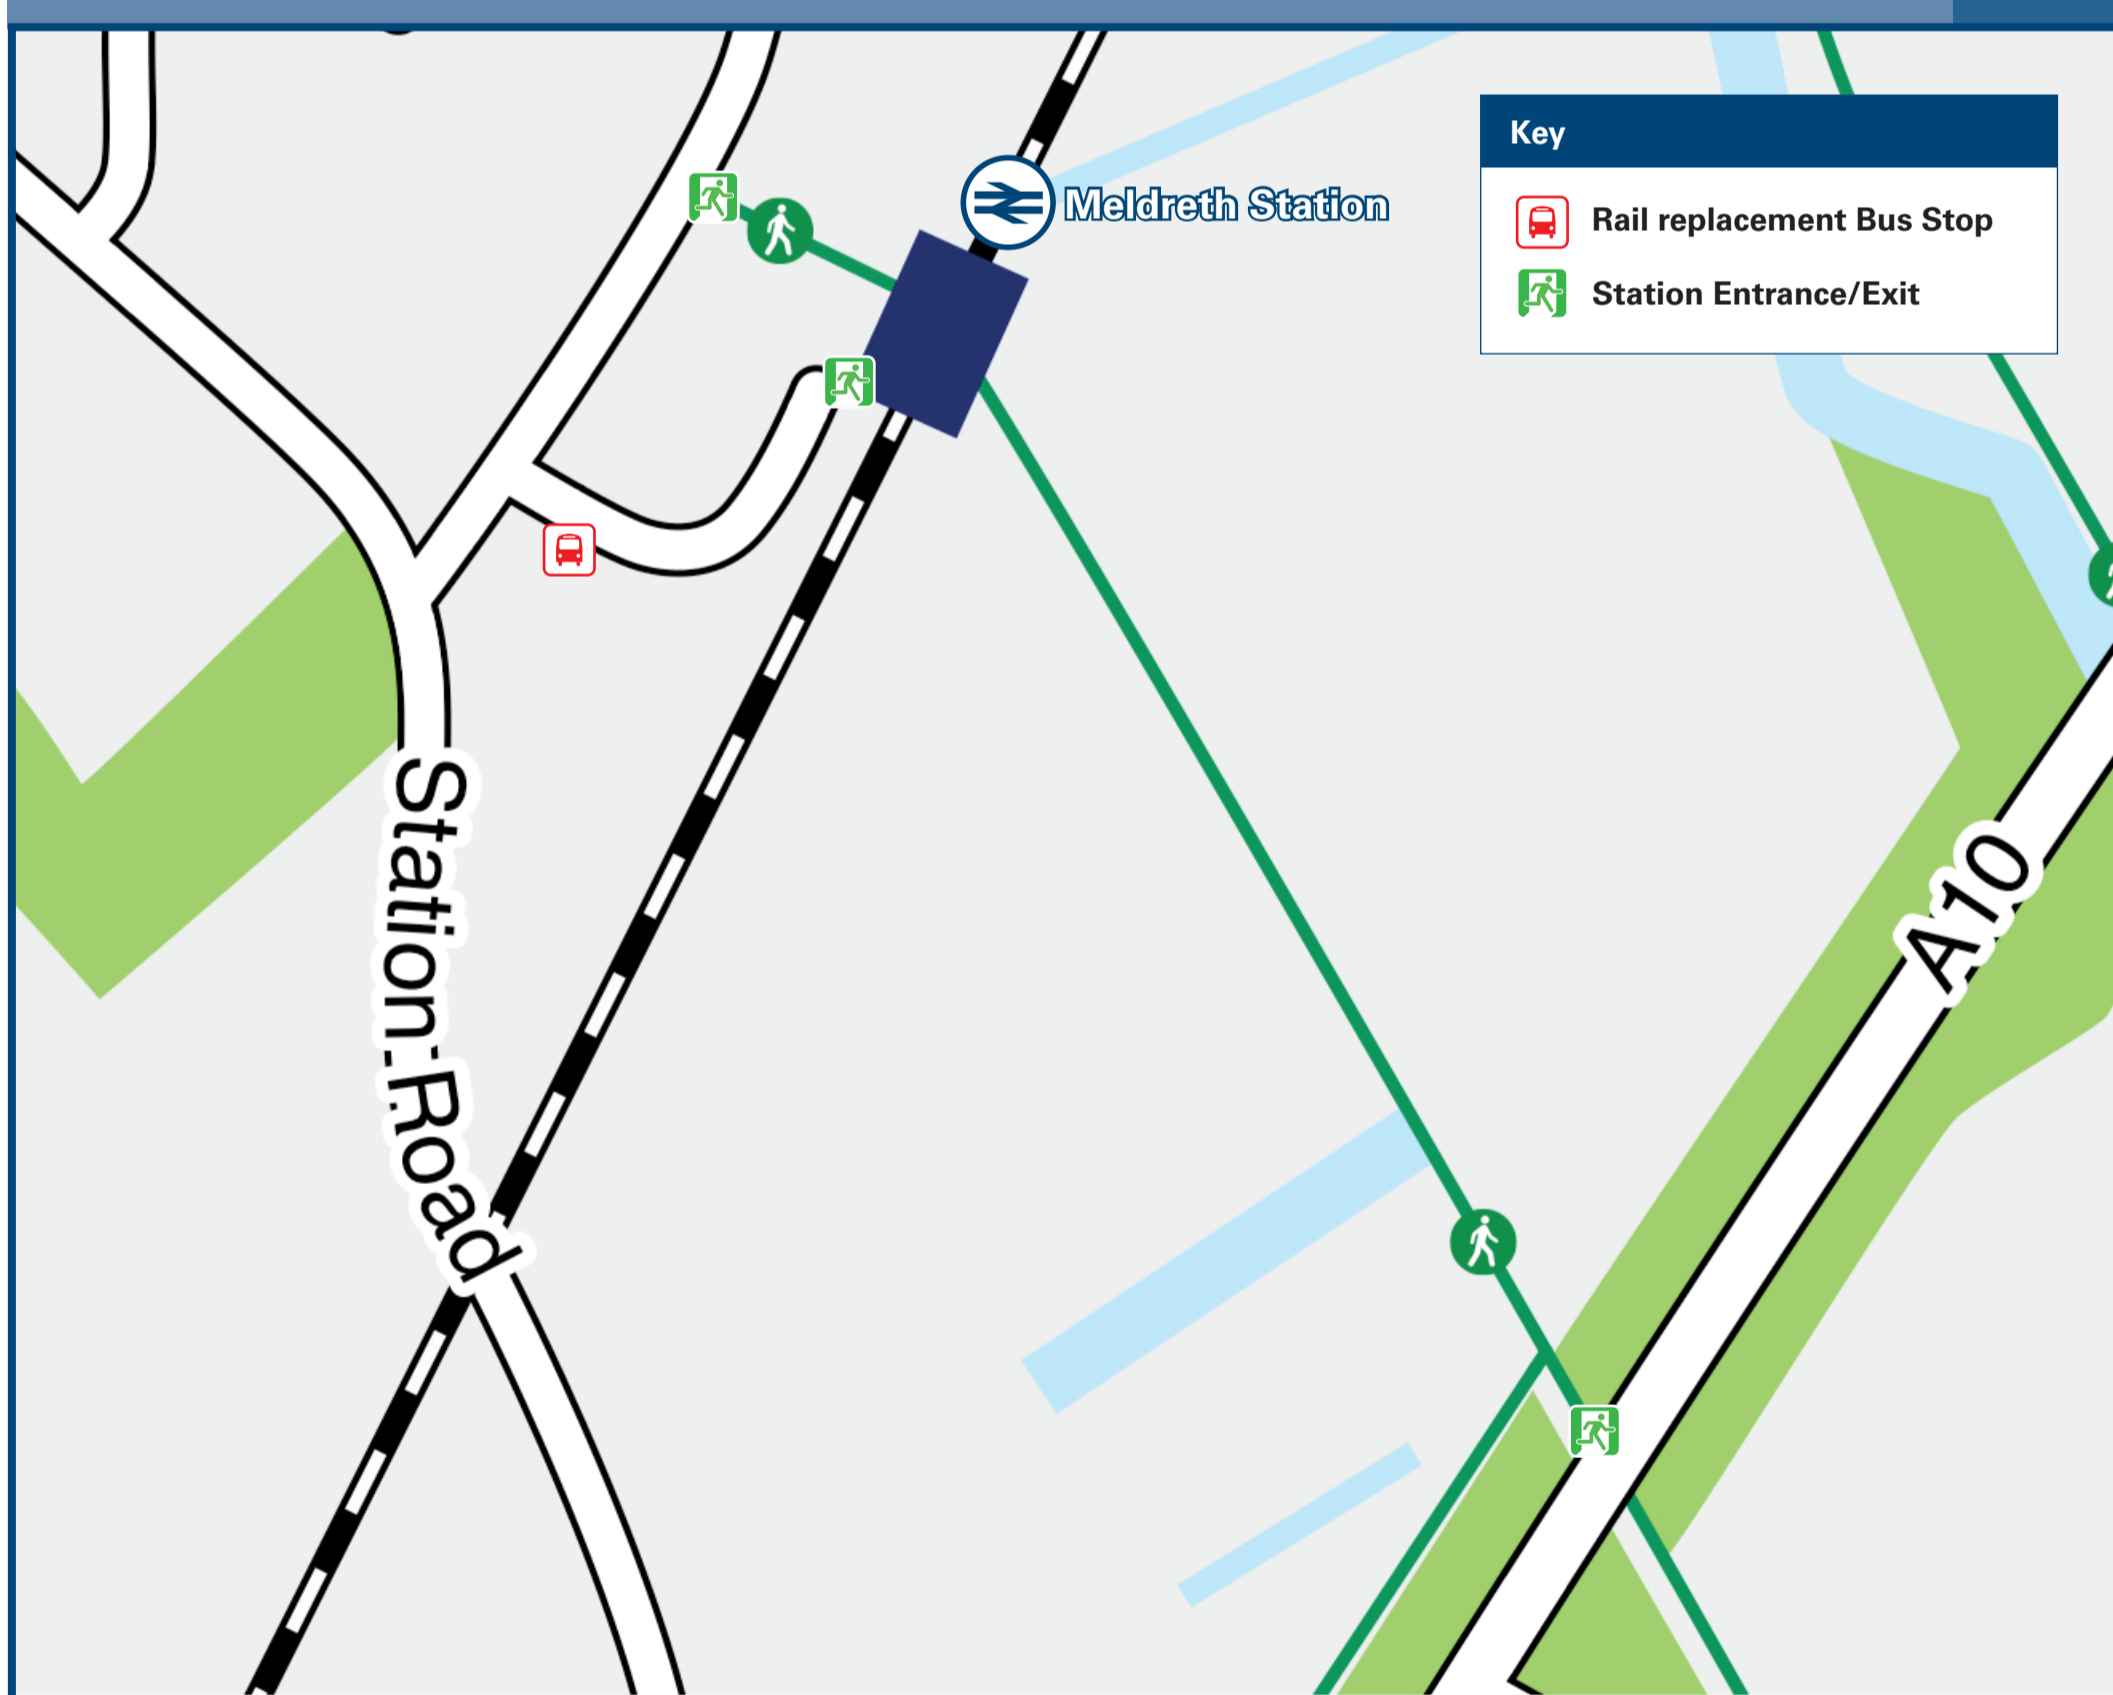 Meldreth Station
Key
Rail replacement Bus Stop
Station Entrance/Exit
Station Road
A10